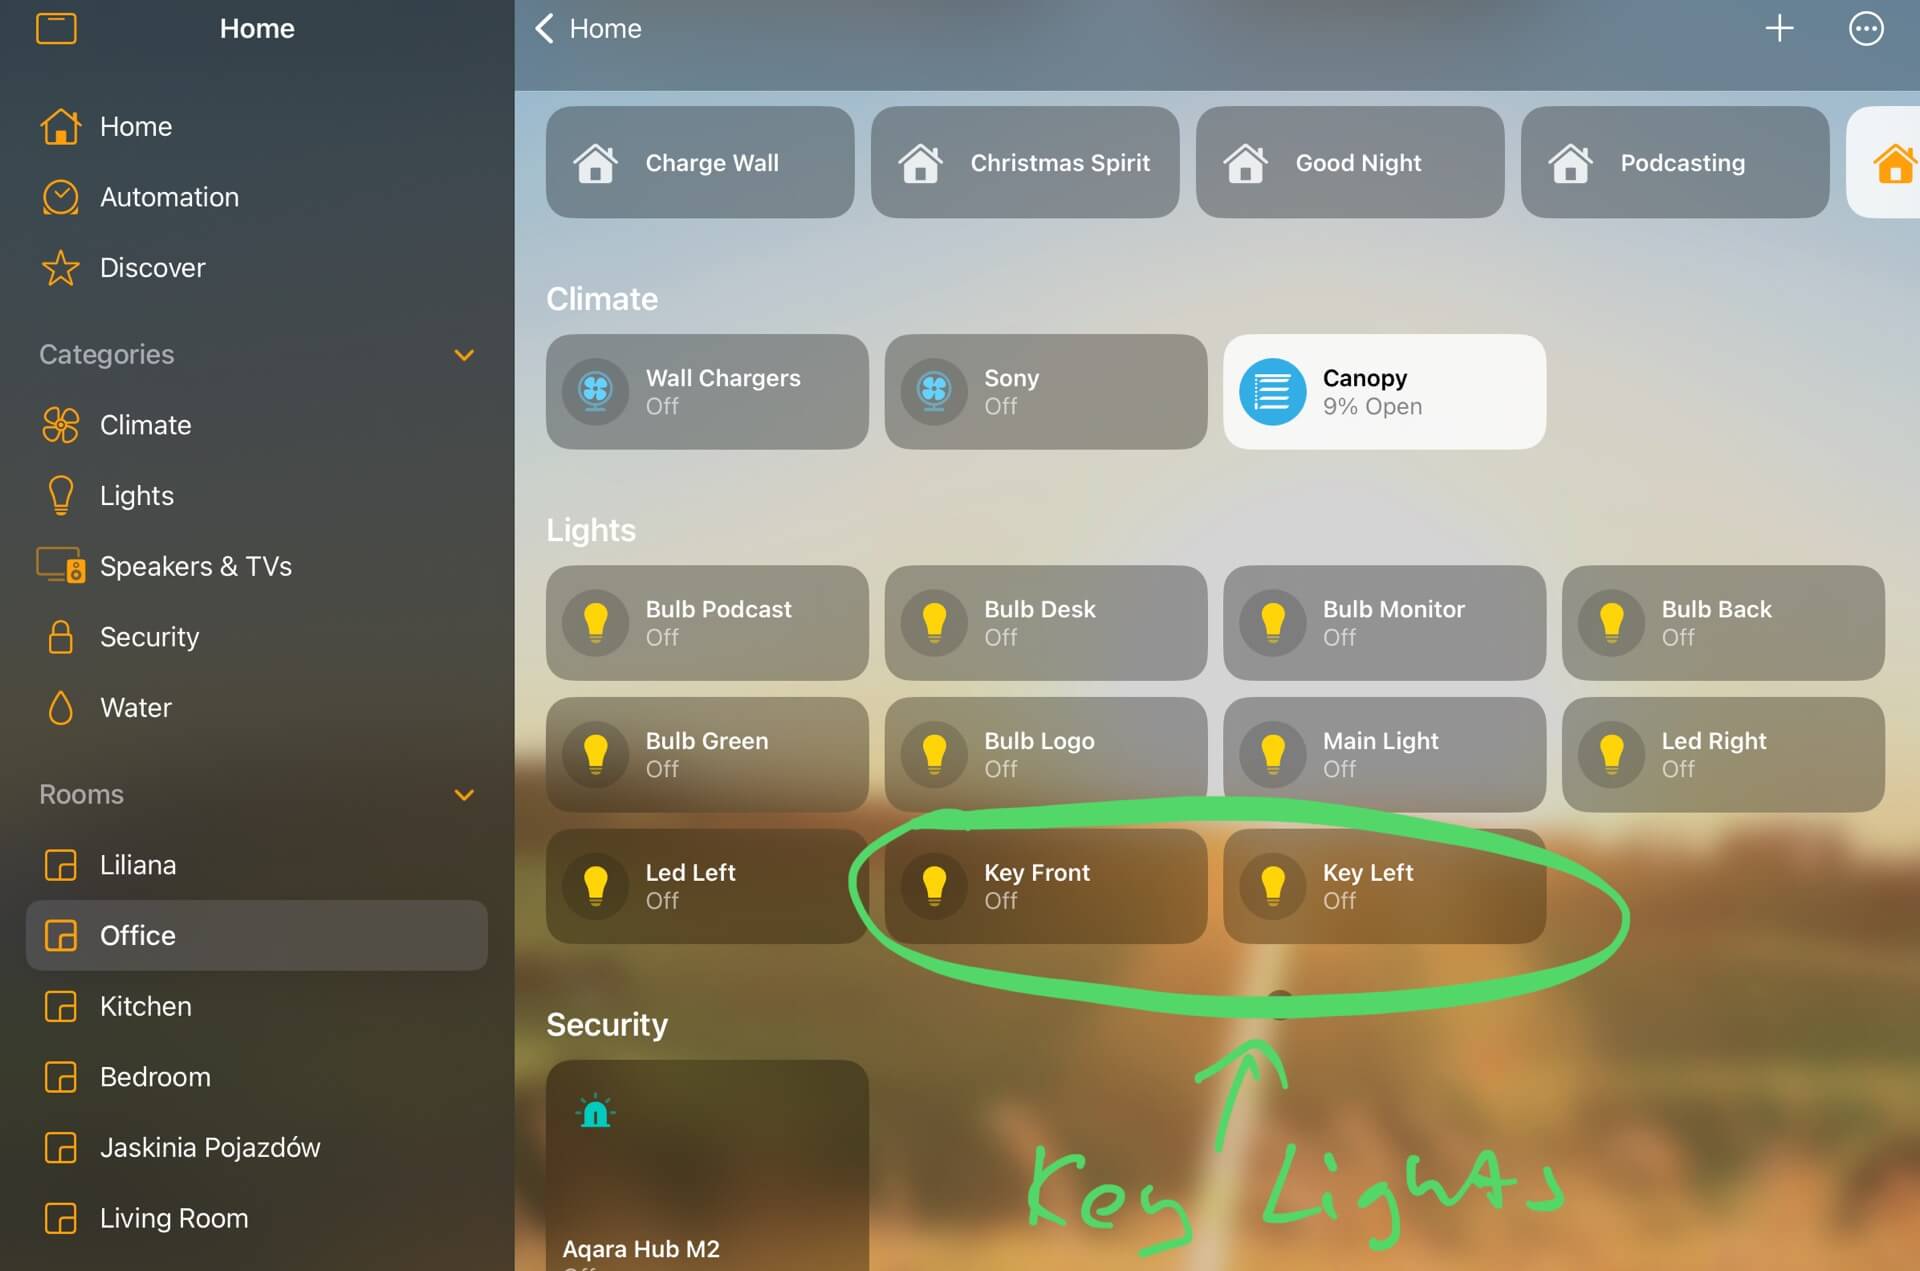 Home
Home
Automation
Discover
Categories
Climate
Lights
Speakers & TVs
Security
Water
Rooms
Liliana
Office
Kitchen
Bedroom
Jaskinia Pojazdów
Living Room
Home
Charge Wall
Christmas Spirit
Good Night
Podcasting
Climate
Wall Chargers
Off
Sony
Off
Canopy
9% Open
Lights
Bulb Podcast
Off
Bulb Desk
Off
Bulb Monitor
Off
Bulb Back
Off
Bulb Green
Off
Bulb Logo
Off
Main Light
Off
Led Right
Off
Led Left
Off
Key Front
Off
Key Left
Off
Security
Aqara Hub M2
Key Lights